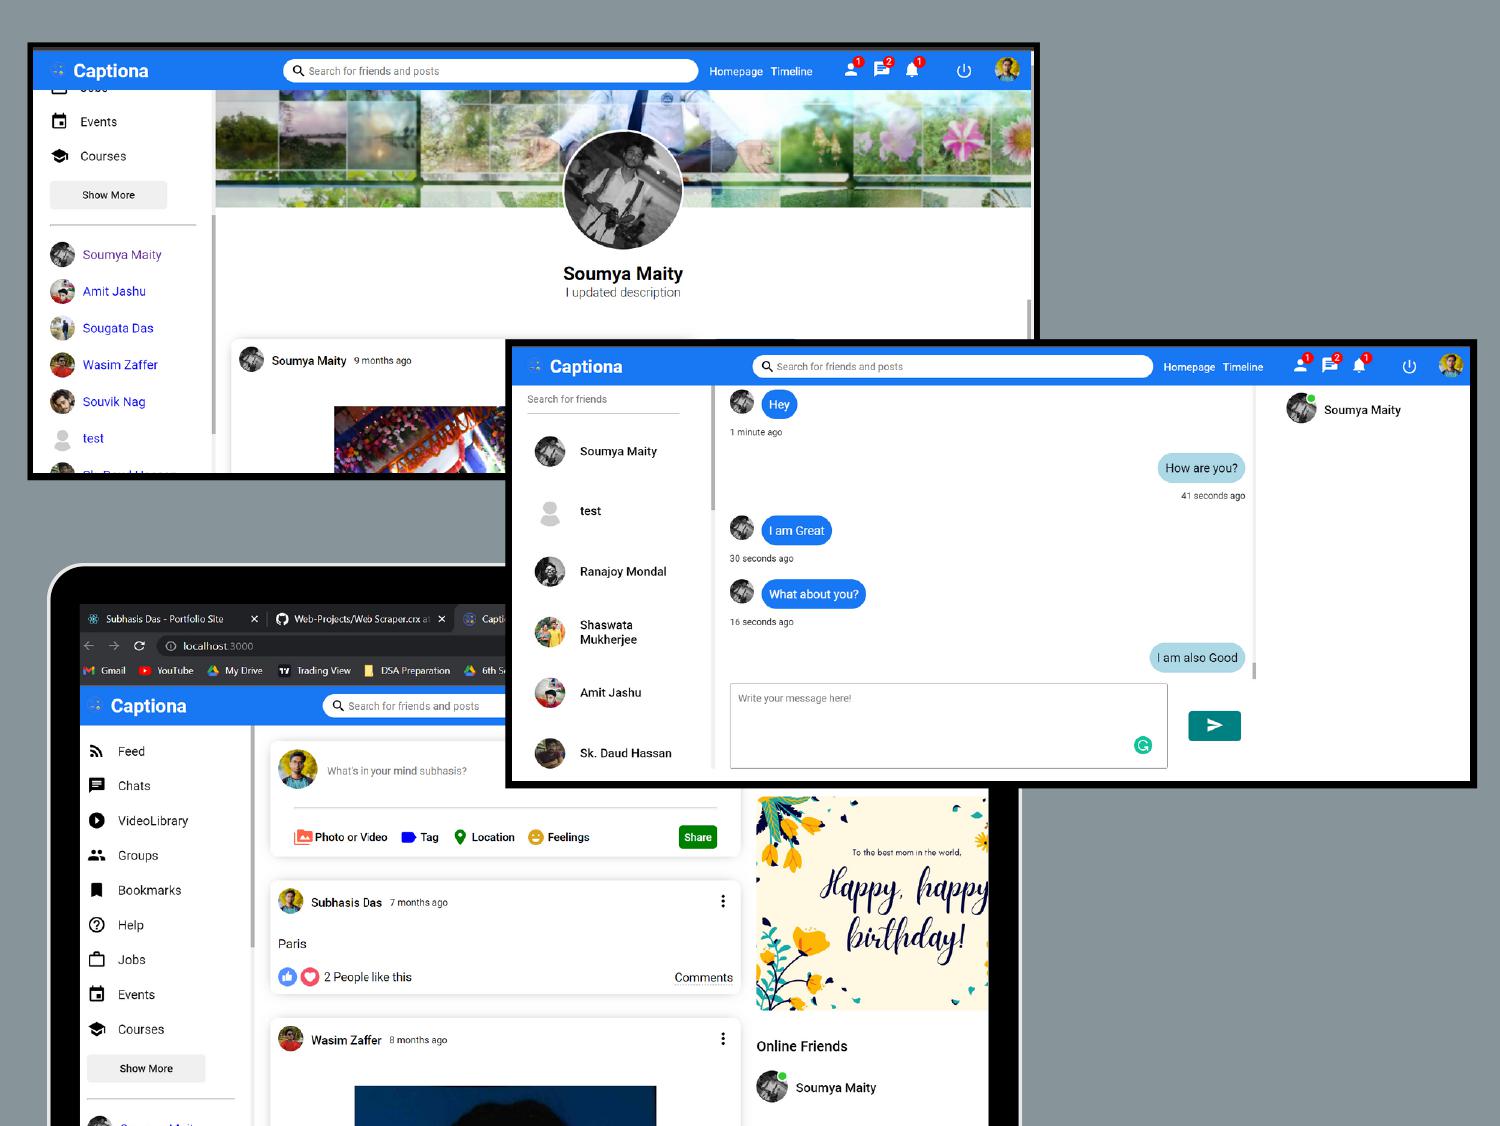 Captiona
Search for friends and posts
Homepage Timeline
1
2
1
Jobs
Events
Courses
Show More
Soumya Maity
Amit Jashu
Sougata Das
Wasim Zaffer
Souvik Nag
test
Soumya Maity
I updated description
Soumya Maity 9 months ago
Captiona
Search for friends and posts
Homepage Timeline
1
2
1
Search for friends
Soumya Maity
test
Ranajoy Mondal
Shaswata
Mukherjee
Amit Jashu
Sk. Daud Hassan
Hey
1 minute ago
How are you?
41 seconds ago
I am Great
30 seconds ago
What about you?
16 seconds ago
I am also Good
Write your message here!
Soumya Maity
Subhasis Das - Portfolio Site
Web-Projects/Web Scraper.crx at
Capti
localhost:3000
Gmail YouTube My Drive Trading View DSA Preparation 6th S
Captiona
Search for friends and posts
Feed
Chats
VideoLibrary
Groups
Bookmarks
Help
Jobs
Events
Courses
Show More
What's in your mind subhasis?
Photo or Video Tag Location Feelings Share
Subhasis Das 7 months ago
Paris
2 People like this Comments
Wasim Zaffer 8 months ago
To the best mom in the world,
Happy, happy
birthday!
Online Friends
Soumya Maity